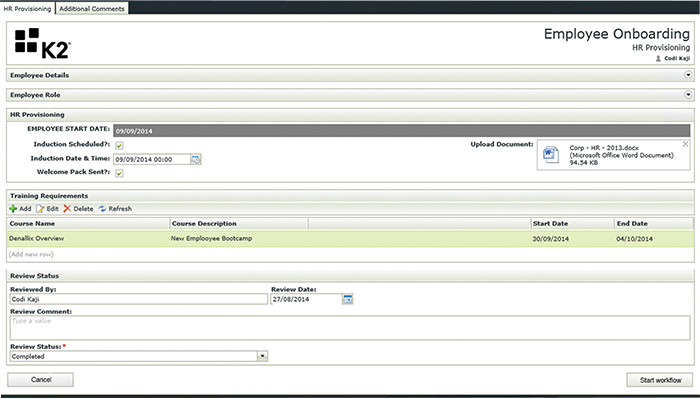 HR Provisioning
Additional Comments
K2
Employee Onboarding
HR Provisioning
Codi Kaji
Employee Details
Employee Role
HR Provisioning
EMPLOYEE START DATE: 09/09/2014
Induction Scheduled?:
Upload Document:
Corp - HR - 2013.docx
(Microsoft Office Word Document)
94.54 KB
Induction Date & Time: 09/09/2014 00:00
Welcome Pack Sent?:
Training Requirements
Add Edit Delete Refresh
Course Name Course Description Start Date End Date
Denallix Overview New Emplooyee Bootcamp 30/09/2014 04/10/2014
(Add new row)
Review Status
Reviewed By: Review Date:
Codi Kaji 27/08/2014
Review Comment:
Type a value
Review Status: *
Completed
Cancel Start workflow